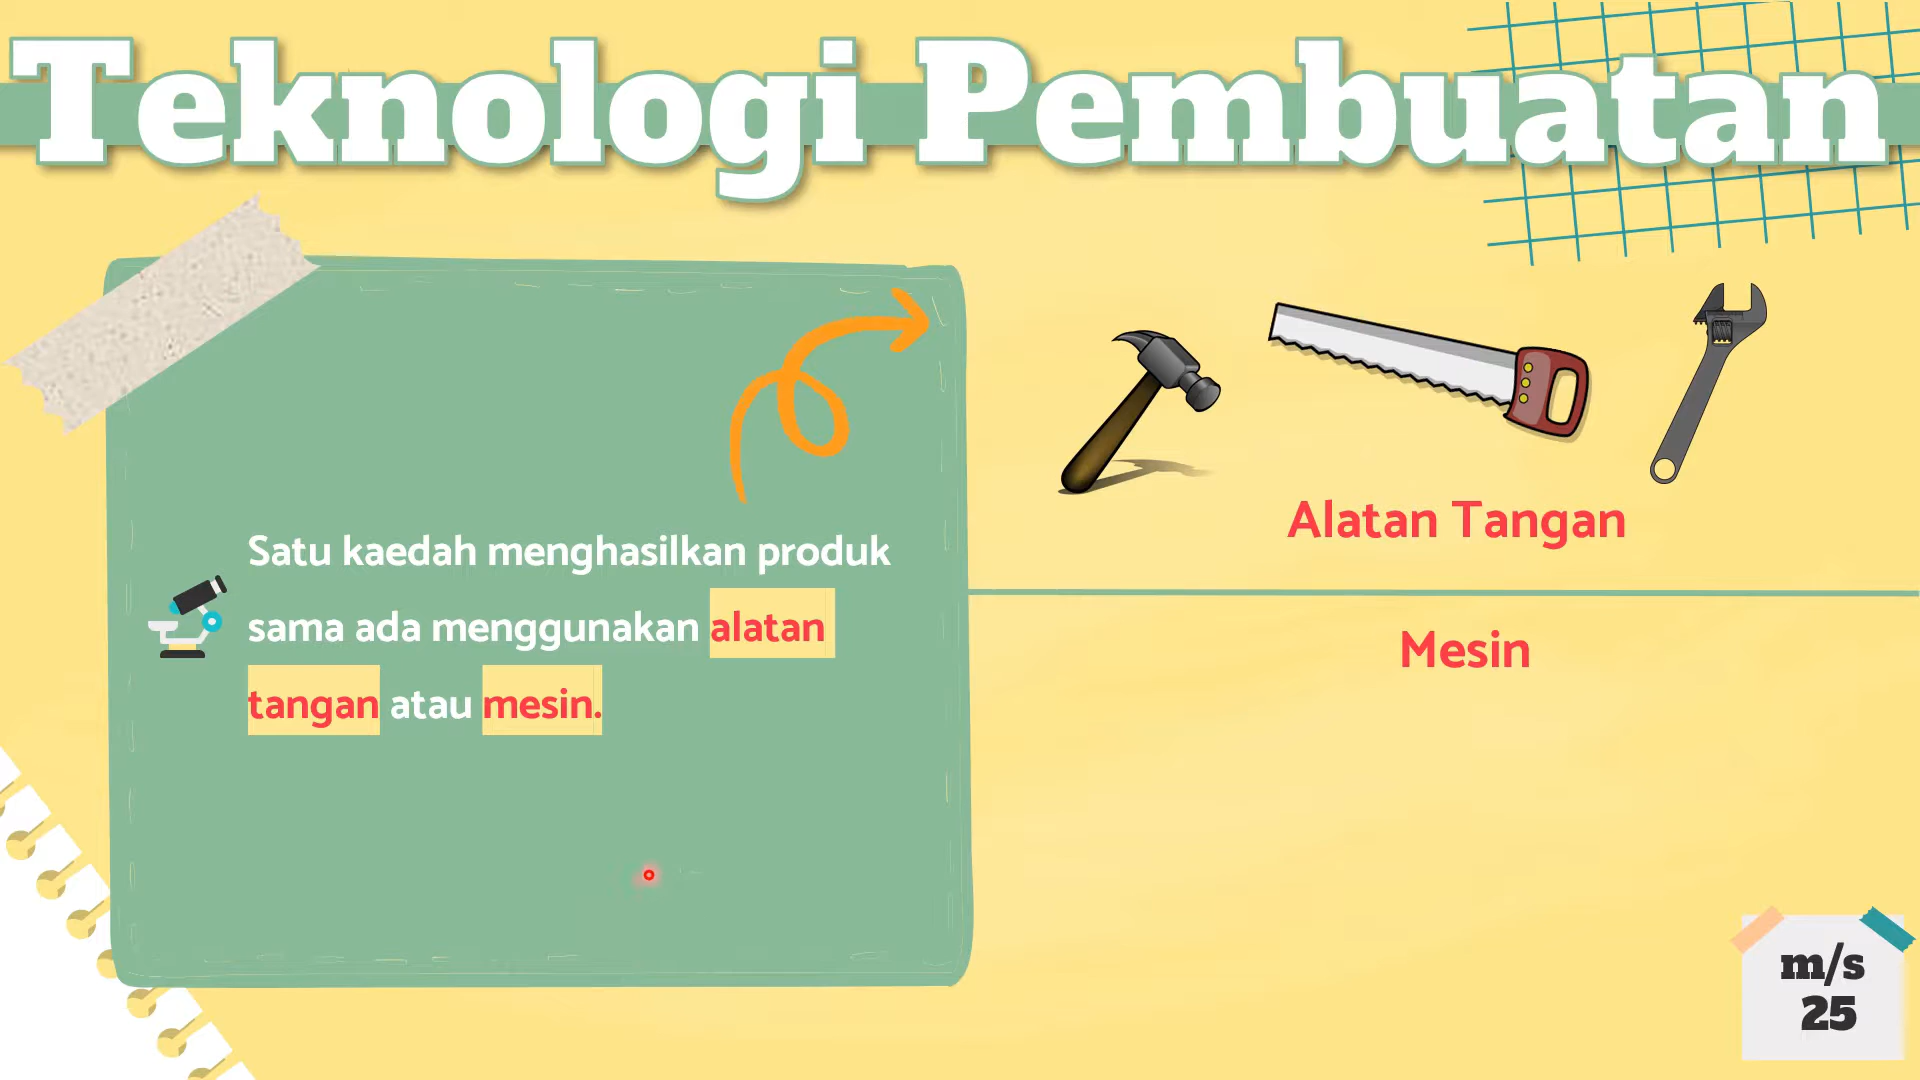 Teknologi Pembuatan
Satu kaedah menghasilkan produk
sama ada menggunakan alatan
tangan atau mesin.
Alatan Tangan
Mesin
m/s
25